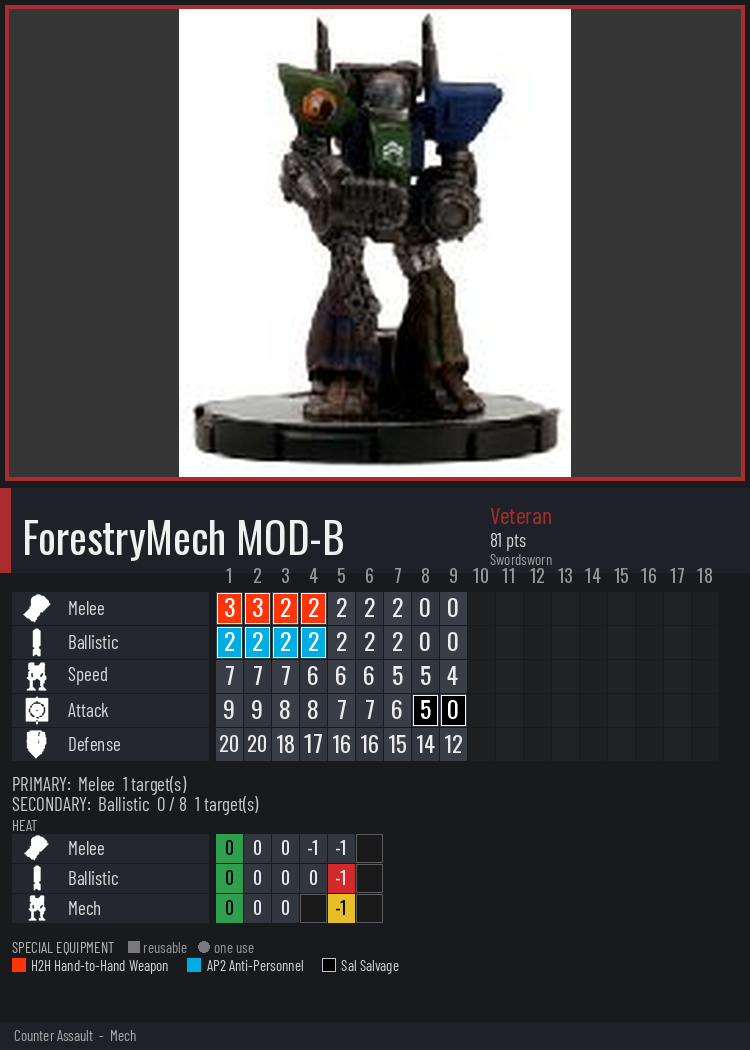 ForestryMech MOD-B
Veteran
81 pts
Swordsworn
1 2 3 4 5 6 7 8 9 10 11 12 13 14 15 16 17 18
Melee 3 3 2 2 2 2 2 0 0
Ballistic 2 2 2 2 2 2 2 0 0
Speed 7 7 7 6 6 6 5 5 4
Attack 9 9 8 8 7 7 6 5 0
Defense 20 20 18 17 16 16 15 14 12
PRIMARY: Melee 1 target(s)
SECONDARY: Ballistic 0 / 8 1 target(s)
HEAT
Melee 0 0 0 -1 -1
Ballistic 0 0 0 0 -1
Mech 0 0 0 -1
SPECIAL EQUIPMENT reusable one use
H2H Hand-to-Hand Weapon AP2 Anti-Personnel Sal Salvage
Counter Assault - Mech